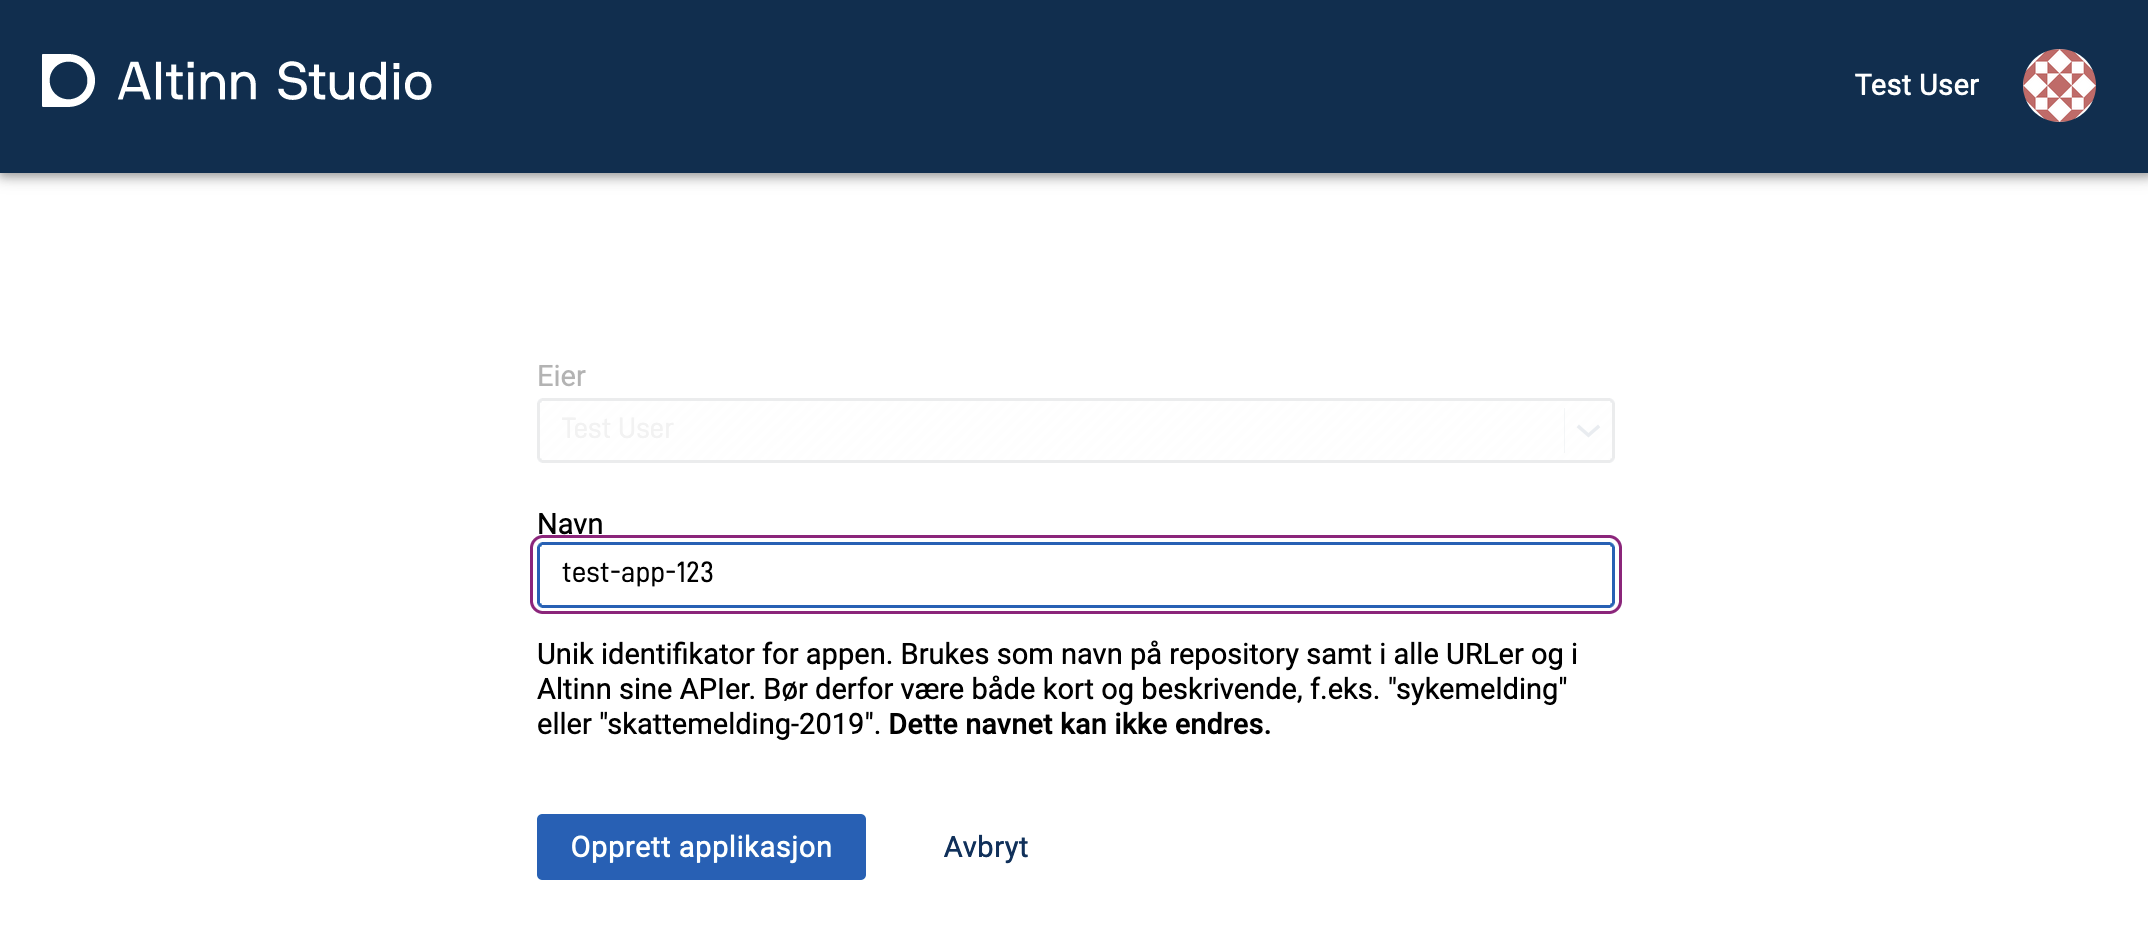 Altinn Studio
Test User
Eier
Test User
Navn
test-app-123
Unik identifikator for appen. Brukes som navn på repository samt i alle URLer og i
Altinn sine APIer. Bør derfor være både kort og beskrivende, f.eks. "sykemelding"
eller "skattemelding-2019". Dette navnet kan ikke endres.
Opprett applikasjon
Avbryt